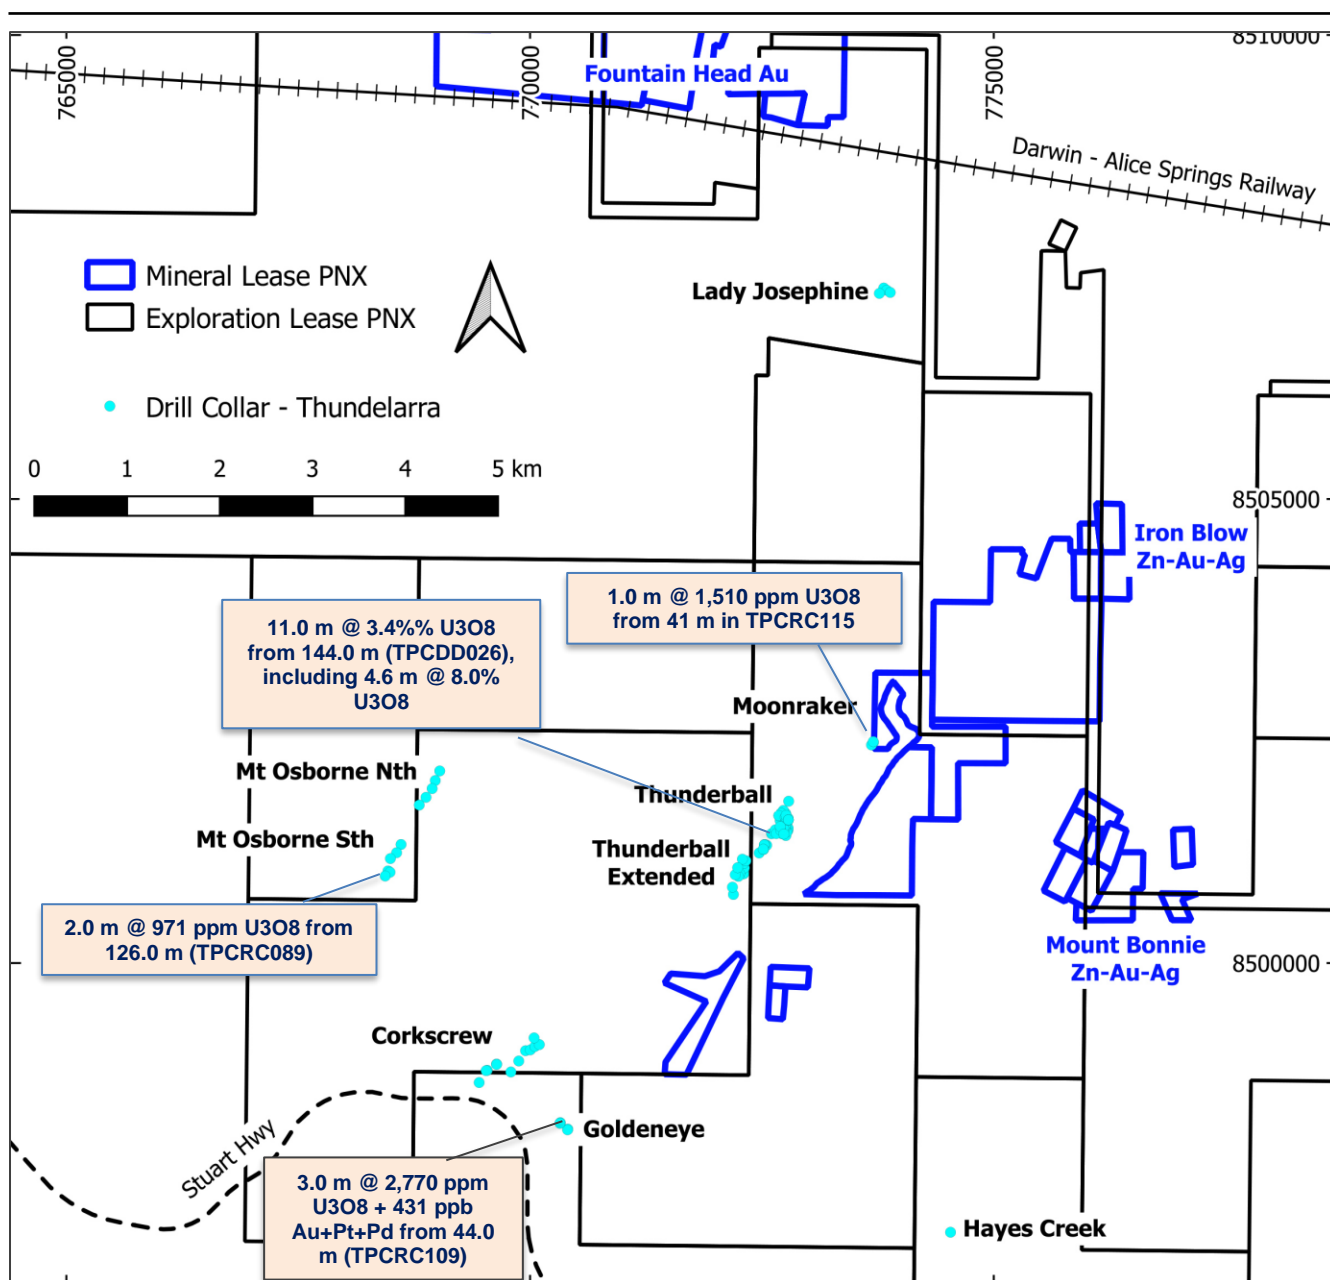 765000
770000
775000
8510000
Fountain Head Au
Darwin - Alice Springs Railway
Mineral Lease PNX
Exploration Lease PNX
Lady Josephine
Drill Collar - Thundelarra
0 1 2 3 4 5 km
8505000
Iron Blow
Zn-Au-Ag
11.0 m @ 3.4%% U3O8
from 144.0 m (TPCDD026),
including 4.6 m @ 8.0%
U3O8
1.0 m @ 1,510 ppm U3O8
from 41 m in TPCRC115
Moonraker
Mt Osborne Nth
Thunderball
Mt Osborne Sth
Thunderball
Extended
2.0 m @ 971 ppm U3O8 from
126.0 m (TPCRC089)
Mount Bonnie
Zn-Au-Ag
8500000
Corkscrew
Goldeneye
Stuart Hwy
3.0 m @ 2,770 ppm
U3O8 + 431 ppb
Au+Pt+Pd from 44.0
m (TPCRC109)
Hayes Creek